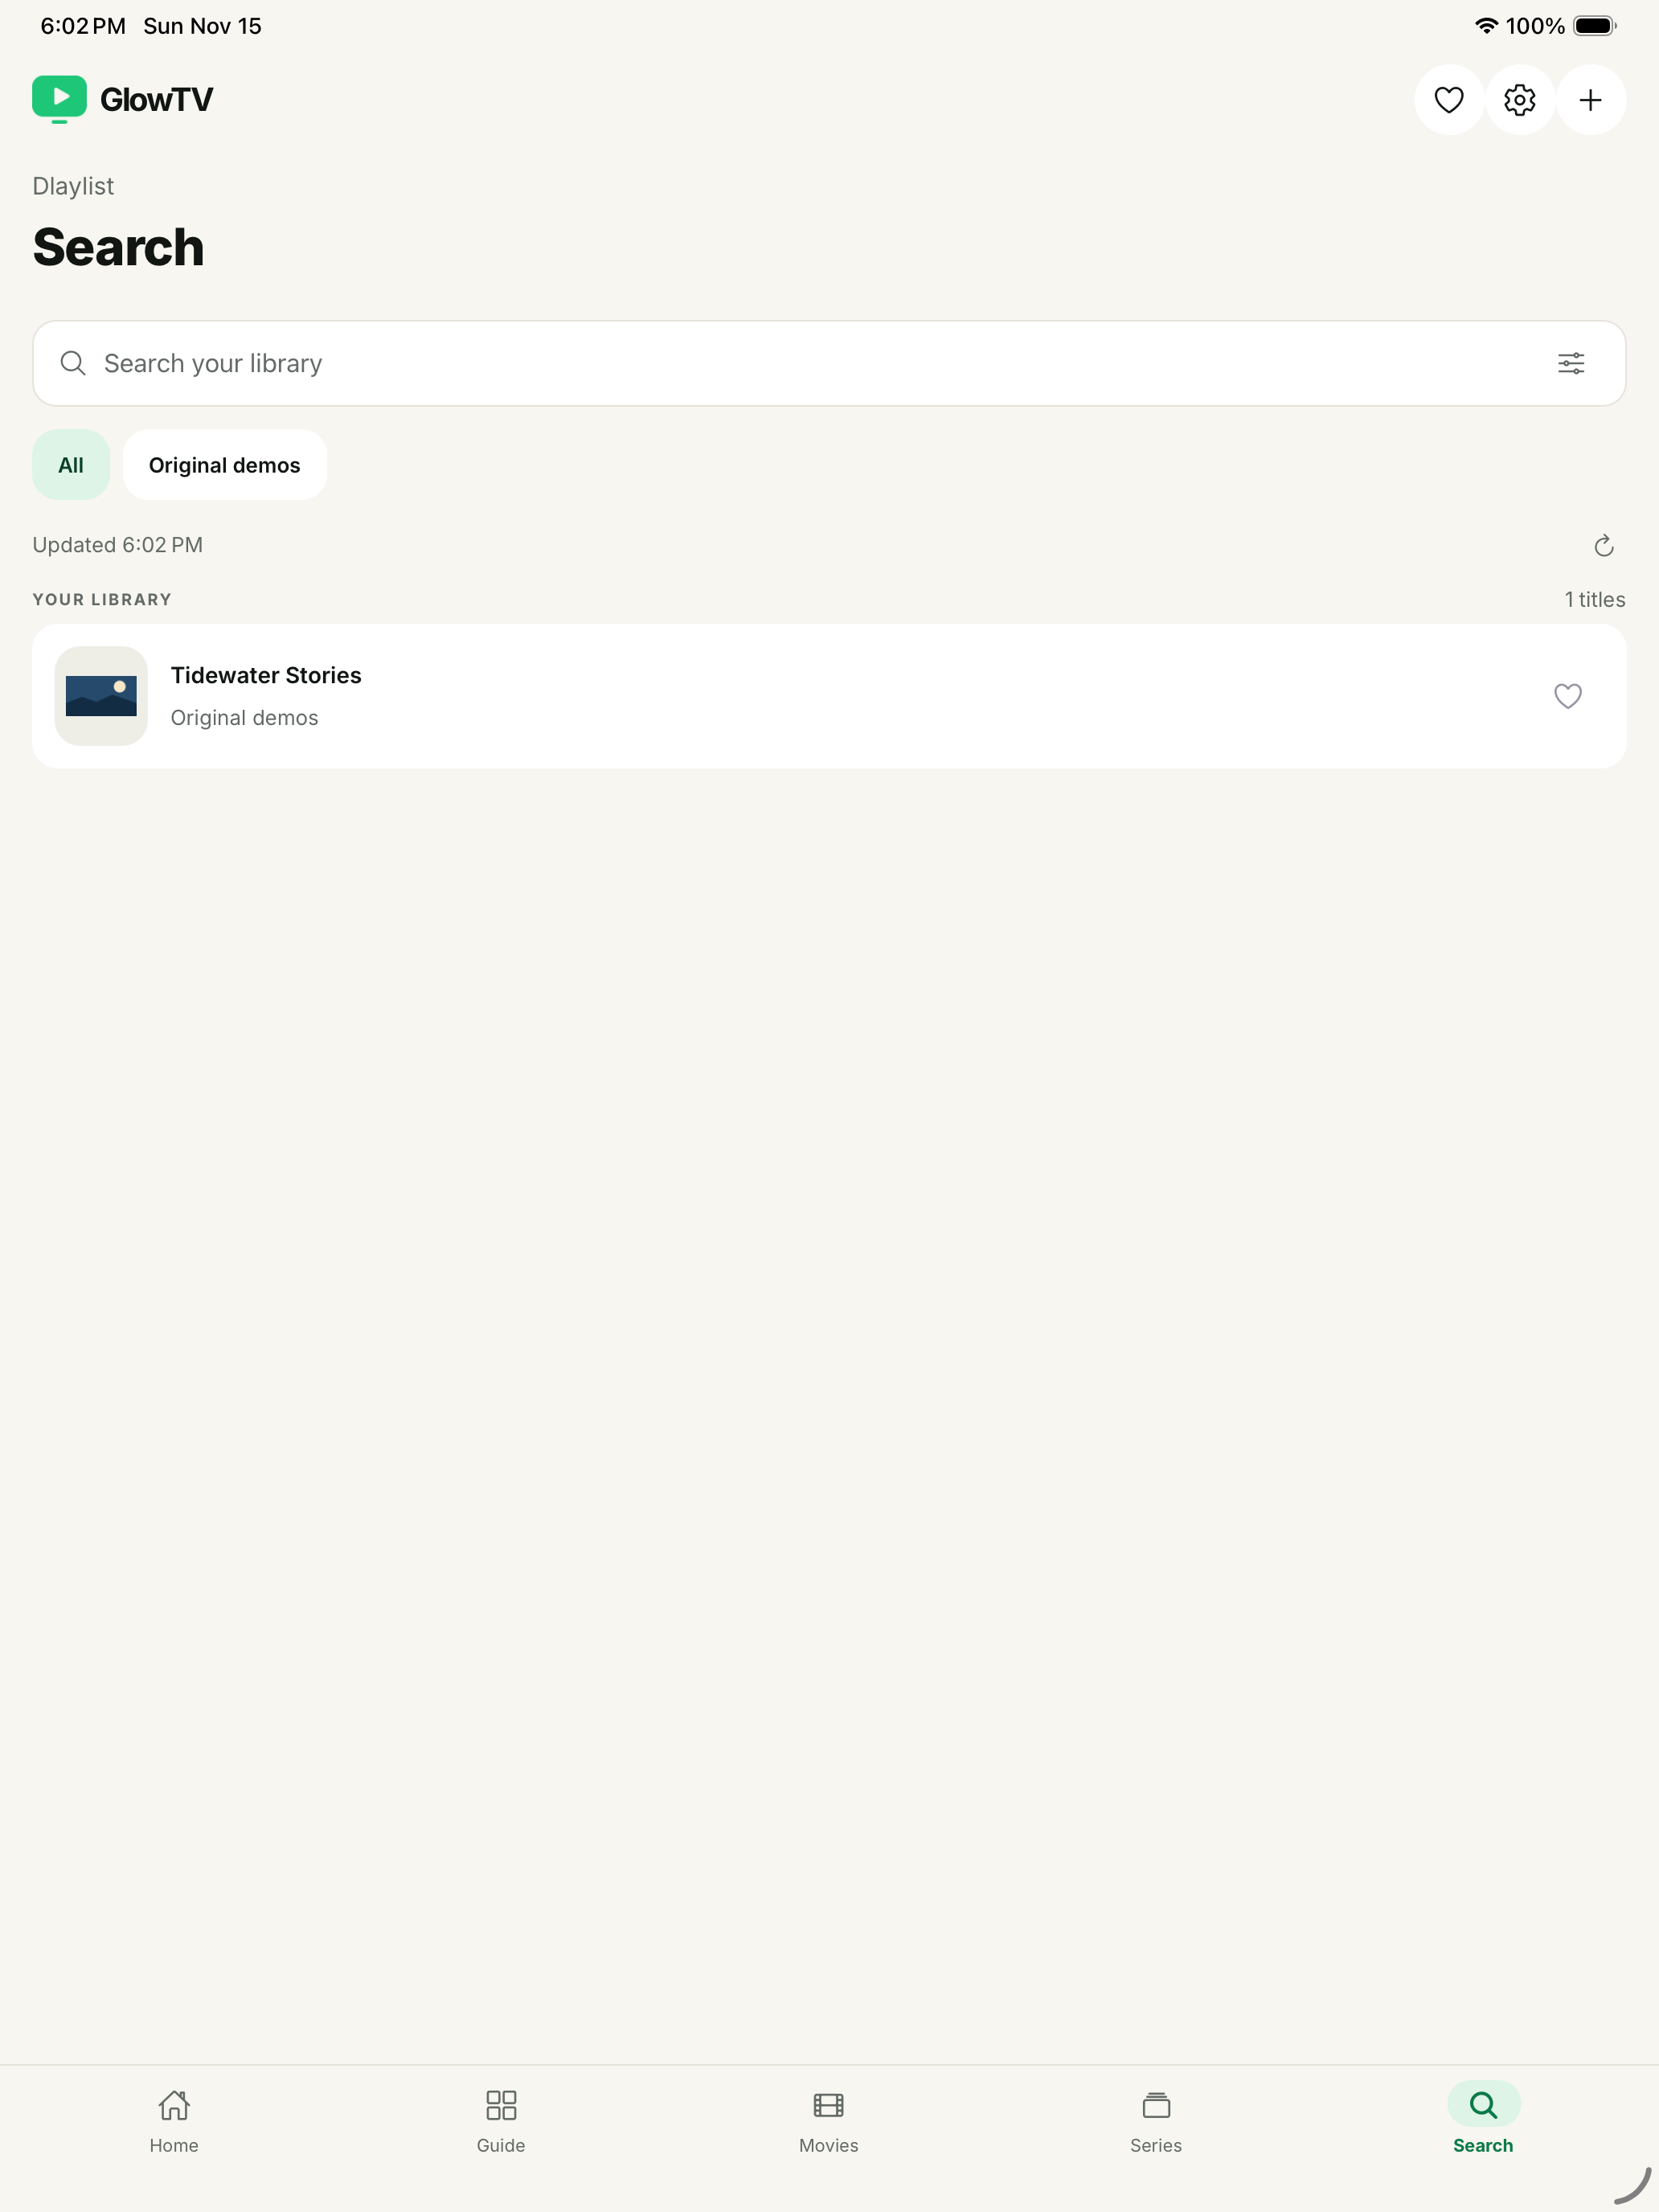 6:02 PM Sun Nov 15
100%
GlowTV
Dlaylist
Search
Search your library
All
Original demos
Updated 6:02 PM
YOUR LIBRARY
1 titles
Tidewater Stories
Original demos
Home
Guide
Movies
Series
Search